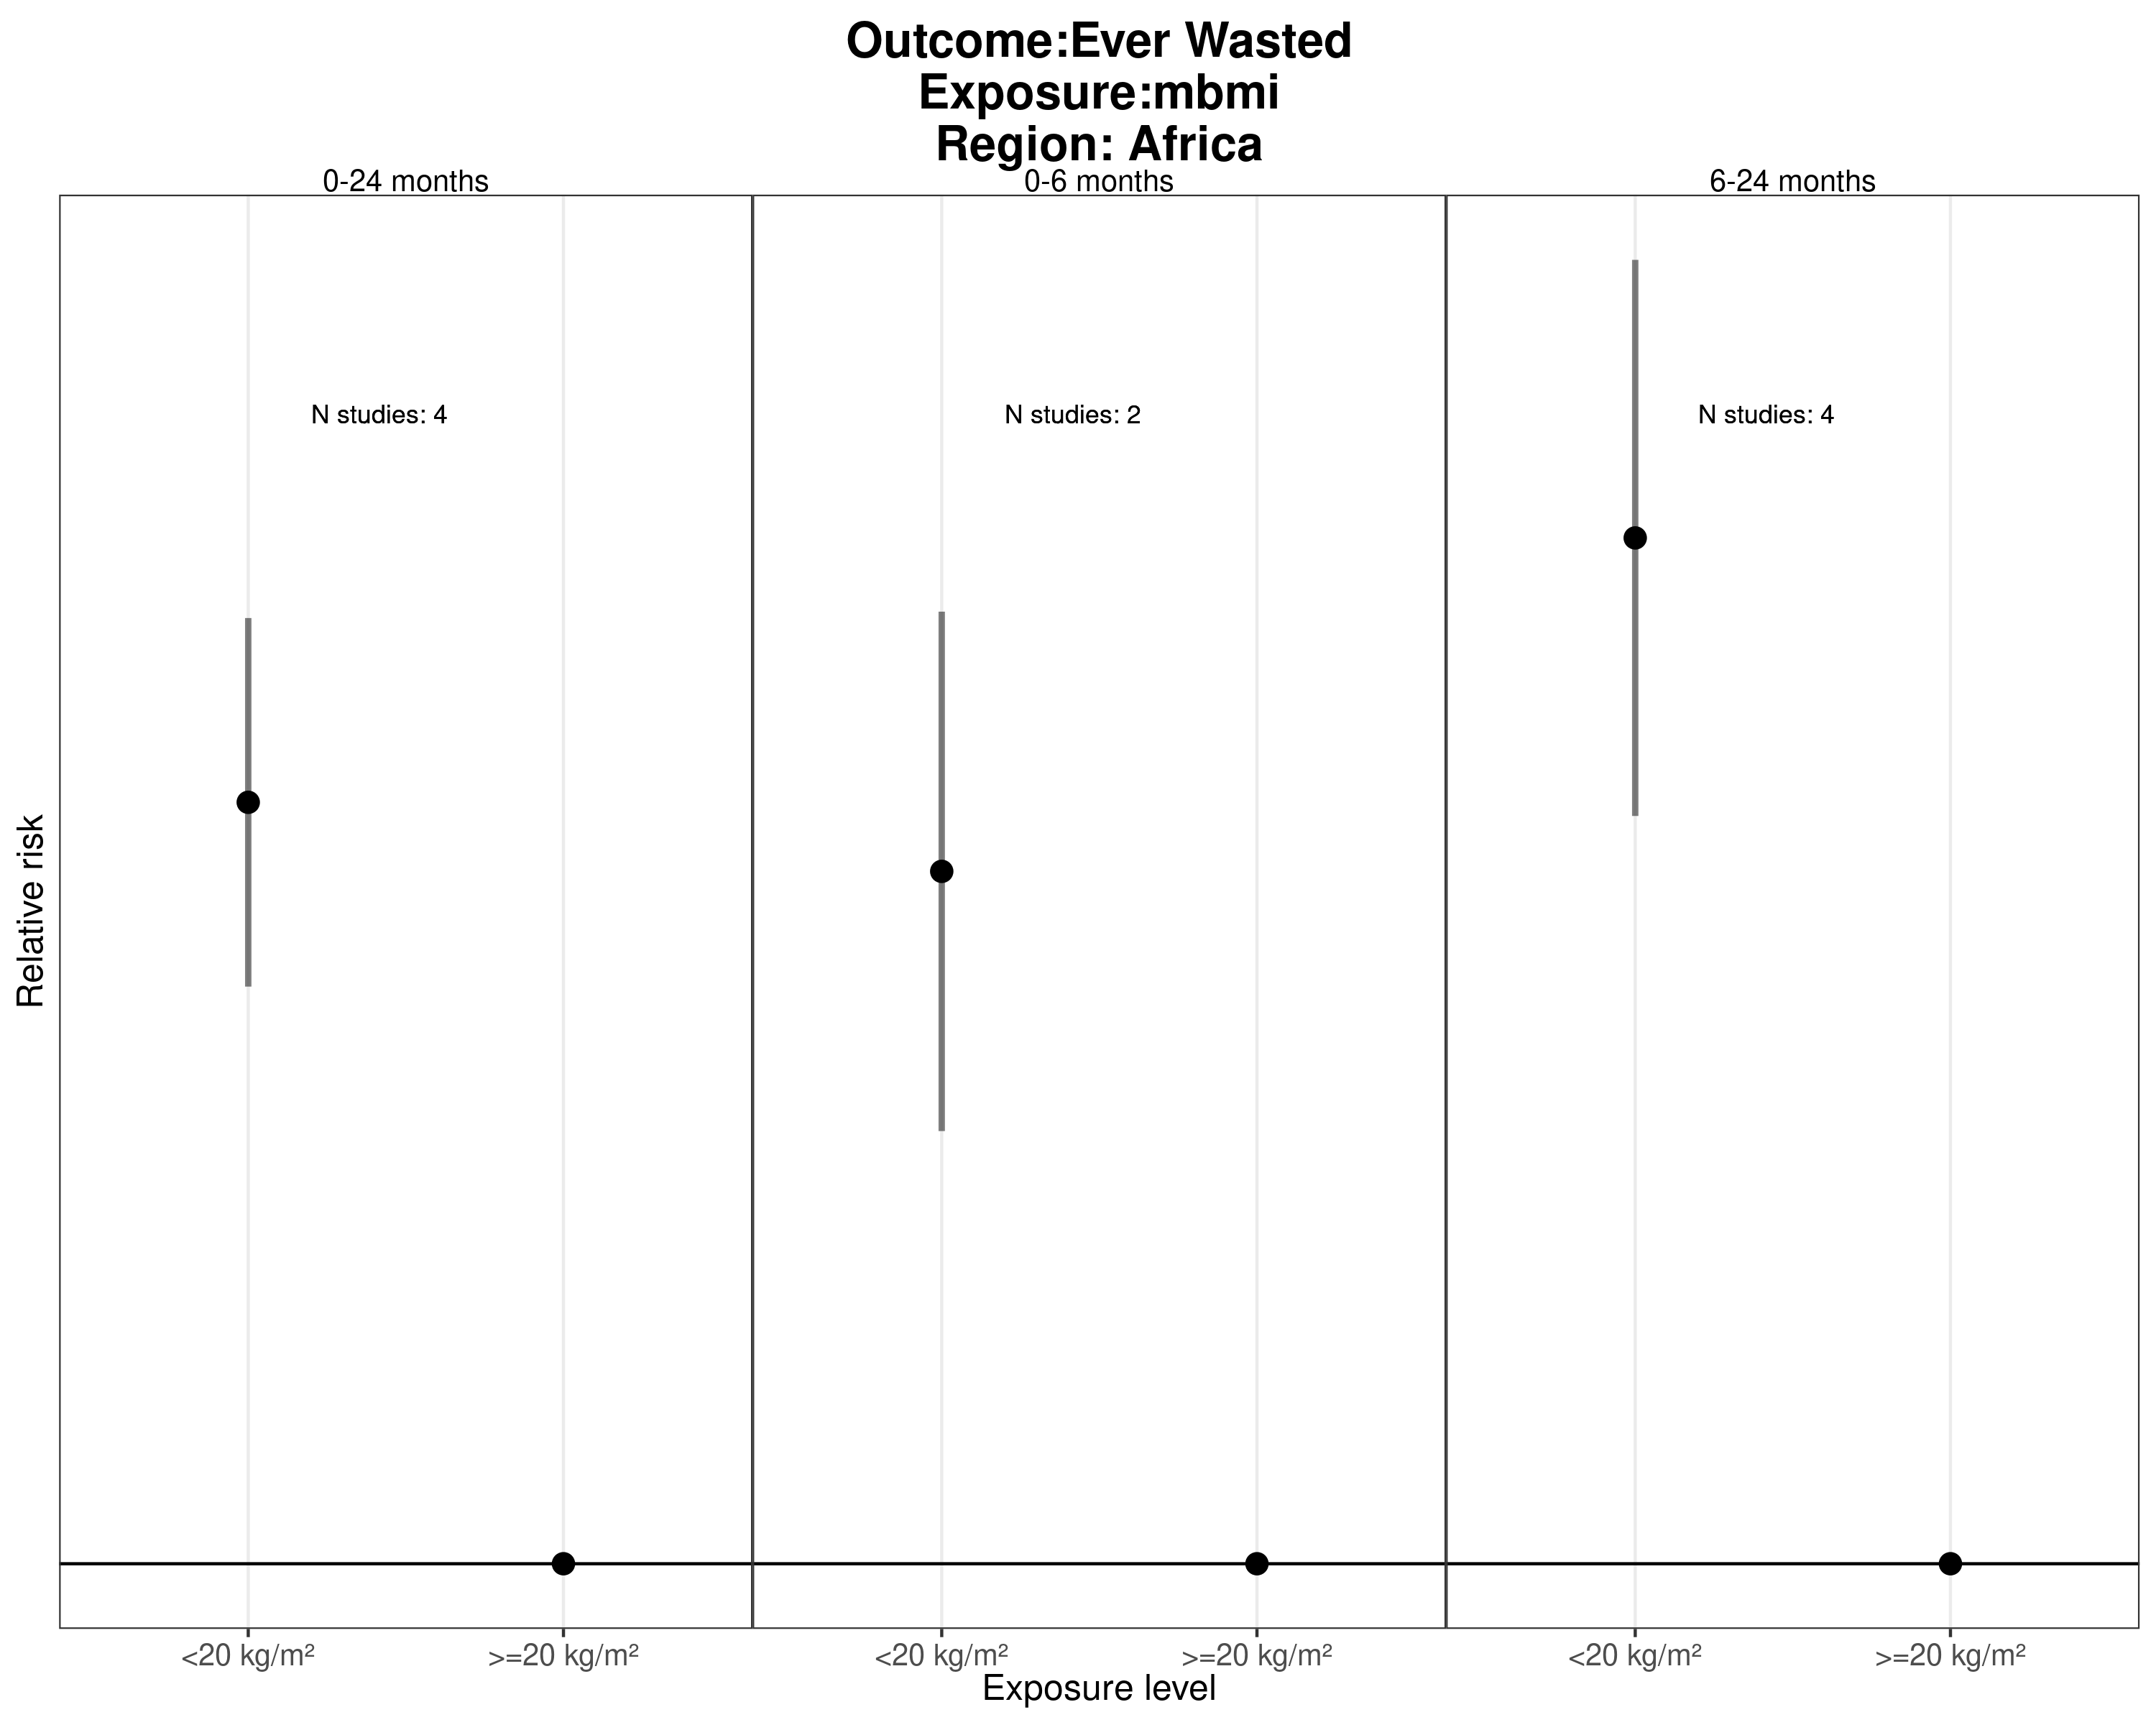 Outcome:Ever Wasted
Exposure:mbmi
Region: Africa
0-24 months
0-6 months
6-24 months
N studies: 4
N studies: 2
N studies: 4
Relative risk
<20 kg/m²
>=20 kg/m²
<20 kg/m²
>=20 kg/m²
<20 kg/m²
>=20 kg/m²
Exposure level